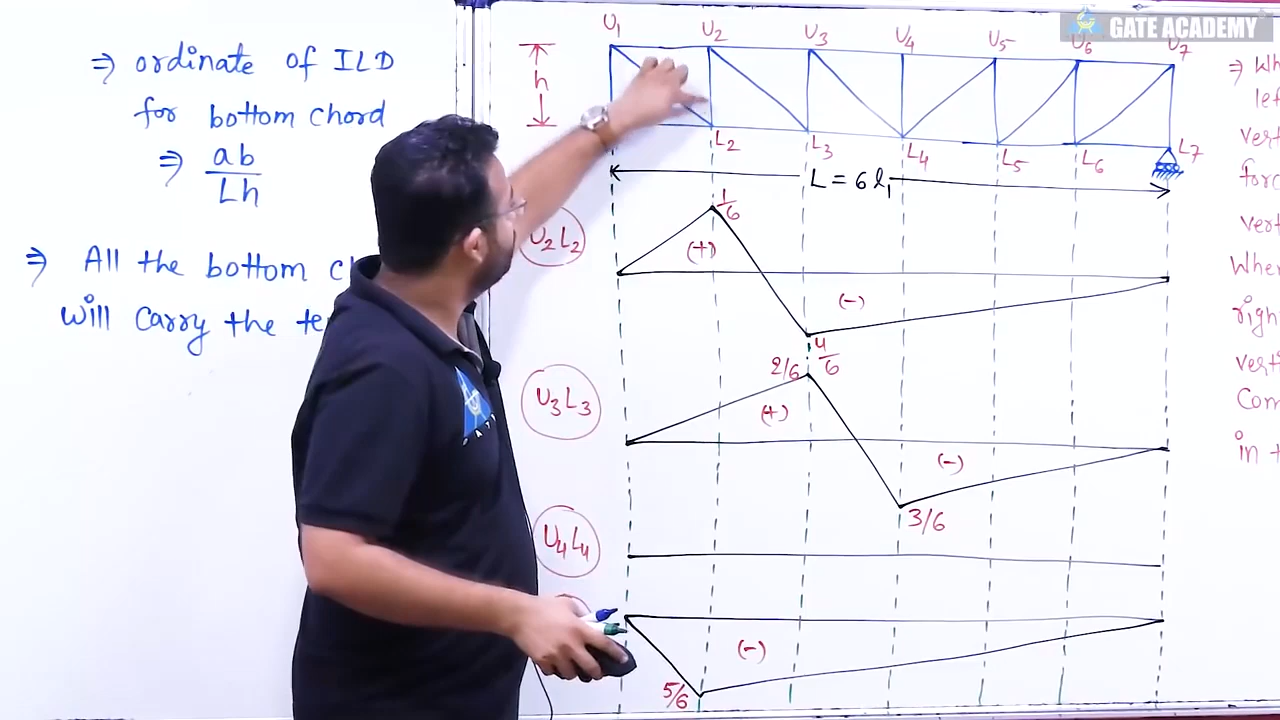 ⇒ ordinate of ILD
for bottom chord
⇒ ab
Lh
⇒ All the bottom
will carry the
h
U1 U2 U3 U4 U5 U6 U7
L2 L3 L4 L5 L6 L7
L = 6 l1
U2L2
1/6
(+)
(-)
4/6
U3L3
2/6
(+)
(-)
3/6
U4L4
(-)
5/6
GATE ACADEMY
⇒